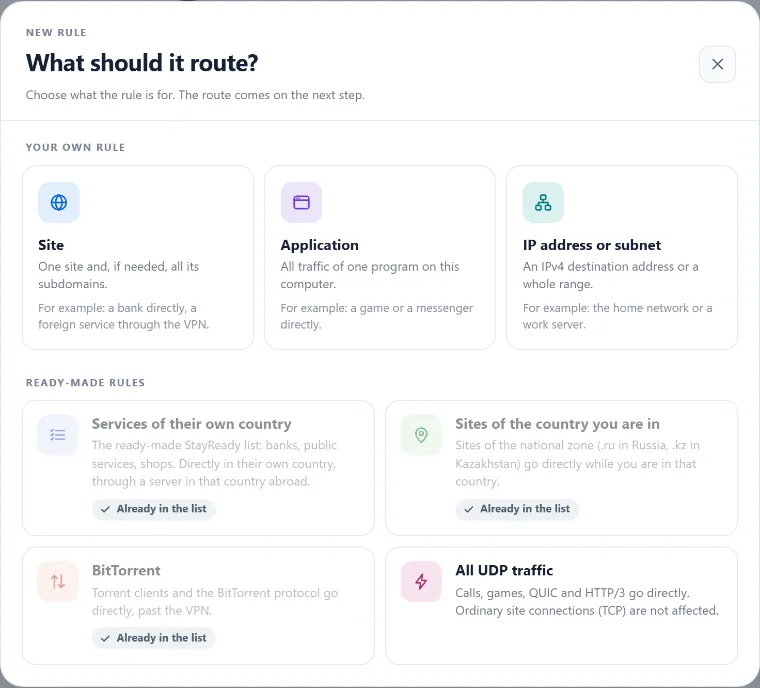 NEW RULE
What should it route?
Choose what the rule is for. The route comes on the next step.
YOUR OWN RULE
Site
One site and, if needed, all its
subdomains.
For example: a bank directly, a
foreign service through the VPN.
Application
All traffic of one program on this
computer.
For example: a game or a messenger
directly.
IP address or subnet
An IPv4 destination address or a
whole range.
For example: the home network or a
work server.
READY-MADE RULES
Services of their own country
The ready-made StayReady list: banks, public
services, shops. Directly in their own country,
through a server in that country abroad.
Already in the list
Sites of the country you are in
Sites of the national zone (.ru in Russia, .kz in
Kazakhstan) go directly while you are in that
country.
Already in the list
BitTorrent
Torrent clients and the BitTorrent protocol go
directly, past the VPN.
Already in the list
All UDP traffic
Calls, games, QUIC and HTTP/3 go directly.
Ordinary site connections (TCP) are not affected.